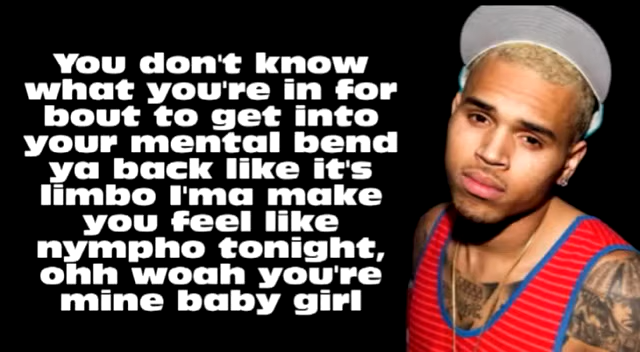 You don't know
what you're in for
bout to get into
your mental bend
ya back like it's
limbo I'ma make
you feel like
nympho tonight,
ohh woah you're
mine baby girl